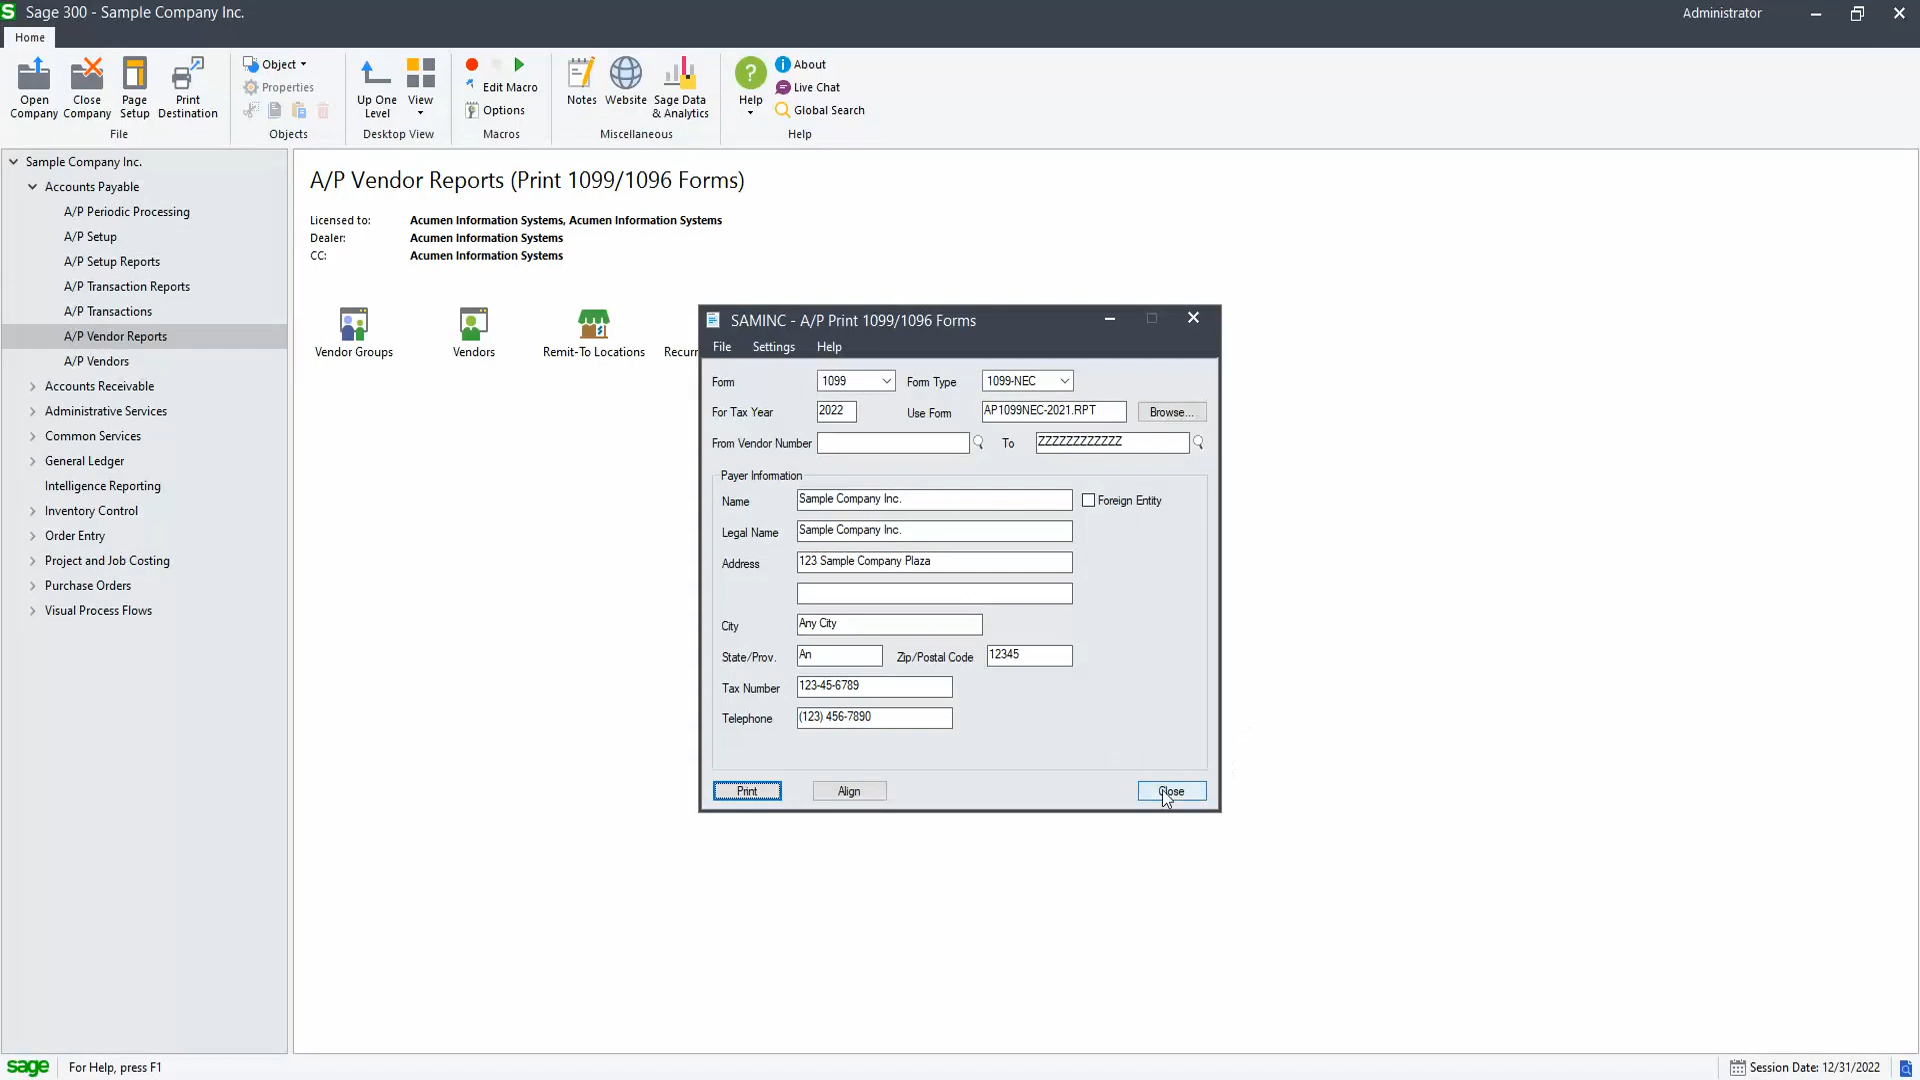 Sage 300 - Sample Company Inc.
Administrator
Home
Open Company
Close Company
Page Setup
Print Destination
File
Object
Properties
Objects
Up One Level
View
Desktop View
Edit Macro
Options
Macros
Notes
Website
Sage Data & Analytics
Miscellaneous
Help
About
Live Chat
Global Search
Help
Sample Company Inc.
Accounts Payable
A/P Periodic Processing
A/P Setup
A/P Setup Reports
A/P Transaction Reports
A/P Transactions
A/P Vendor Reports
A/P Vendors
Accounts Receivable
Administrative Services
Common Services
General Ledger
Intelligence Reporting
Inventory Control
Order Entry
Project and Job Costing
Purchase Orders
Visual Process Flows
A/P Vendor Reports (Print 1099/1096 Forms)
Licensed to: Acumen Information Systems, Acumen Information Systems
Dealer: Acumen Information Systems
CC: Acumen Information Systems
Vendor Groups
Vendors
Remit-To Locations
Recurr
SAMINC - A/P Print 1099/1096 Forms
File Settings Help
Form 1099 Form Type 1099-NEC
For Tax Year 2022 Use Form AP1099NEC-2021.RPT Browse...
From Vendor Number To ZZZZZZZZZZZZ
Payer Information
Name Sample Company Inc. Foreign Entity
Legal Name Sample Company Inc.
Address 123 Sample Company Plaza
City Any City
State/Prov. An Zip/Postal Code 12345
Tax Number 123-45-6789
Telephone (123) 456-7890
Print Align Close
sage For Help, press F1
Session Date: 12/31/2022